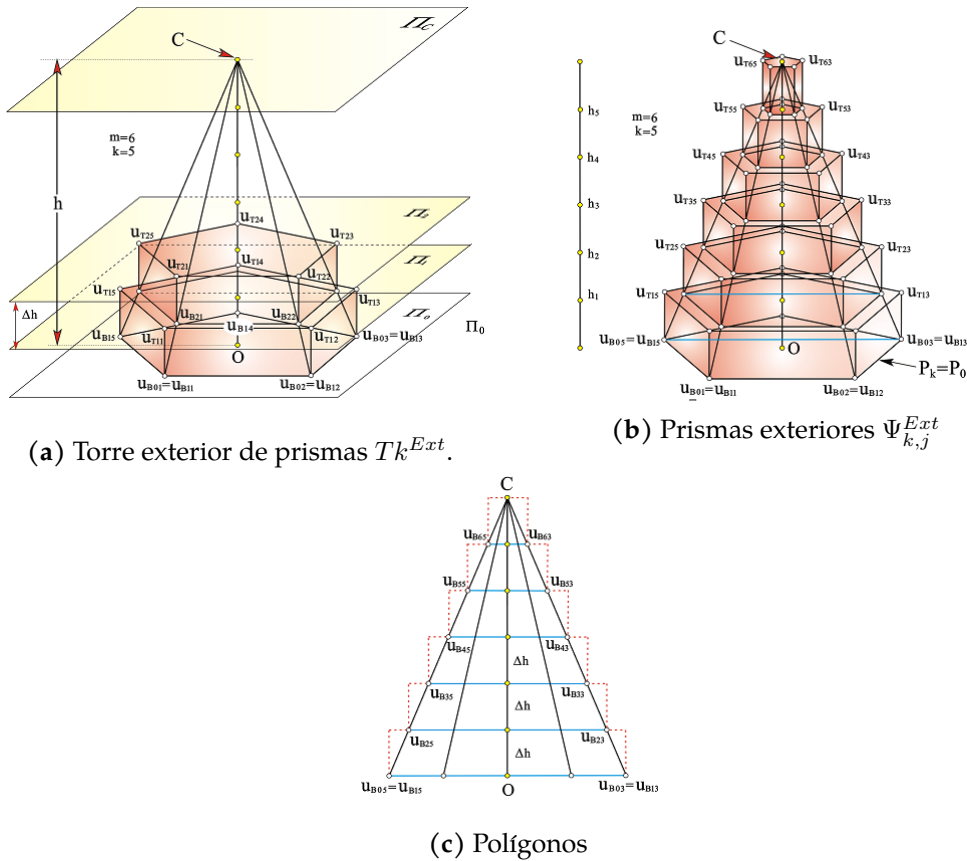 Π_C
C
m=6
k=5
h
Π_2
u_T24
u_T25
u_T23
Π_1
u_T21
u_T14
u_T22
u_T15
u_T13
Δh
Π_o
Π_0
u_B21
u_B14
u_B22
u_B15
u_T11
u_T12
u_B03=u_B13
O
u_B01=u_B11
u_B02=u_B12
(a) Torre exterior de prismas Tk^Ext.
C
u_T65
u_T63
h_5
m=6
k=5
u_T55
u_T53
h_4
u_T45
u_T43
h_3
u_T35
u_T33
h_2
u_T25
u_T23
h_1
u_T15
u_T13
u_B05=u_B15
O
u_B03=u_B13
P_k=P_0
u_B01=u_B11
u_B02=u_B12
(b) Prismas exteriores Ψ_k,j^Ext
C
u_B65
u_B63
u_B55
u_B53
u_B45
u_B43
Δh
u_B35
u_B33
Δh
u_B25
u_B23
Δh
u_B05=u_B15
O
u_B03=u_B13
(c) Polígonos